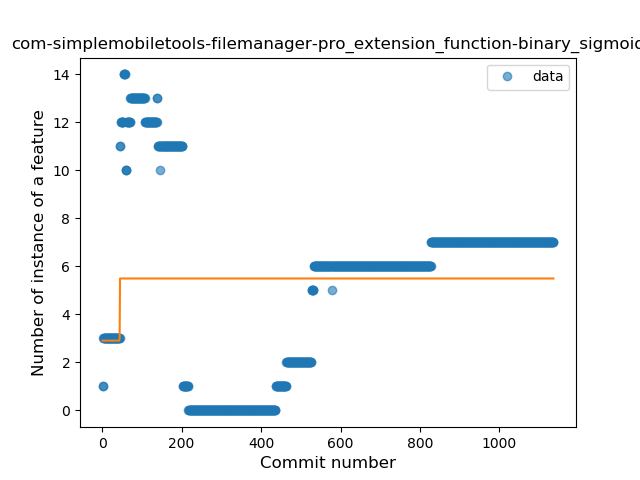 com-simplemobiletools-filemanager-pro_extension_function-binary_sigmoid
data
Number of instance of a feature
14
12
10
8
6
4
2
0
0 200 400 600 800 1000
Commit number